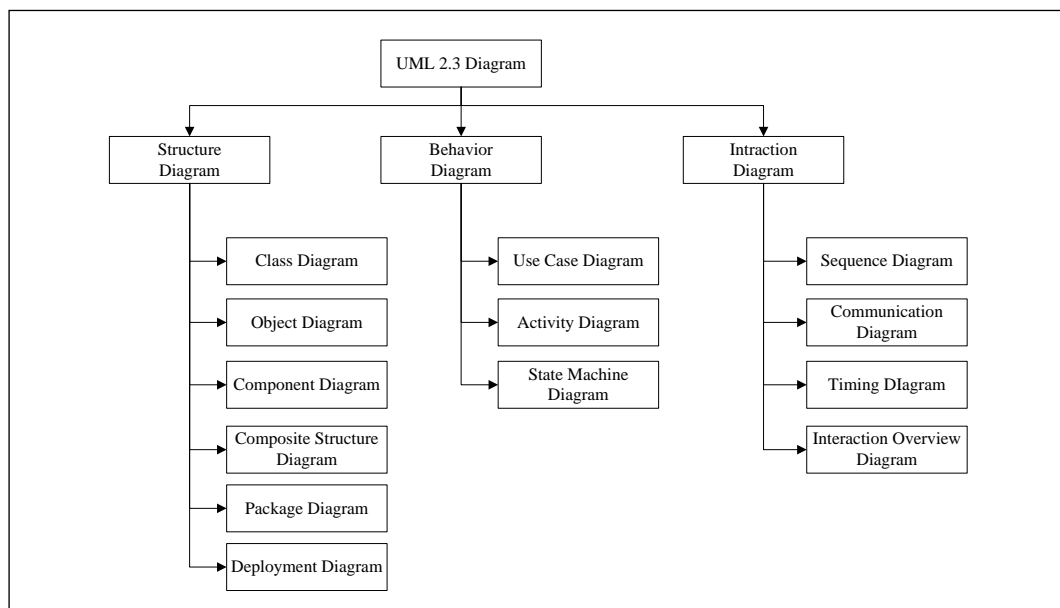 UML 2.3 Diagram
Structure
Diagram
Behavior
Diagram
Intraction
Diagram
Class Diagram
Object Diagram
Component Diagram
Composite Structure
Diagram
Package Diagram
Deployment Diagram
Use Case Diagram
Activity Diagram
State Machine
Diagram
Sequence Diagram
Communication
Diagram
Timing DIagram
Interaction Overview
Diagram